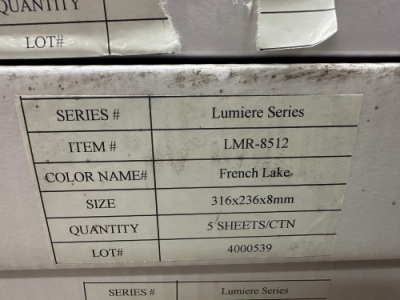 QUANTITY
LOT#
SERIES # Lumiere Series
ITEM # LMR-8512
COLOR NAME# French Lake
SIZE 316x236x8mm
QUANTITY 5 SHEETS/CTN
LOT# 4000539
SERIES # Lumiere Series